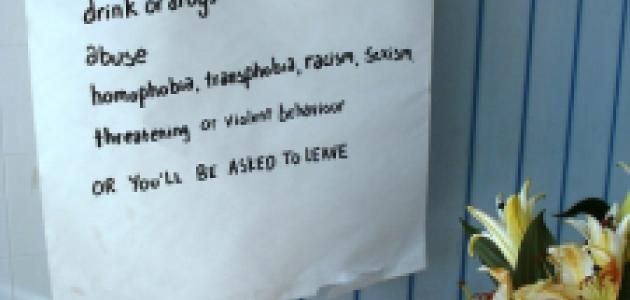 drink or drugs
abuse
homophobia, transphobia, racism, sexism
threatening or violent behaviour
OR YOU'LL BE ASKED TO LEAVE